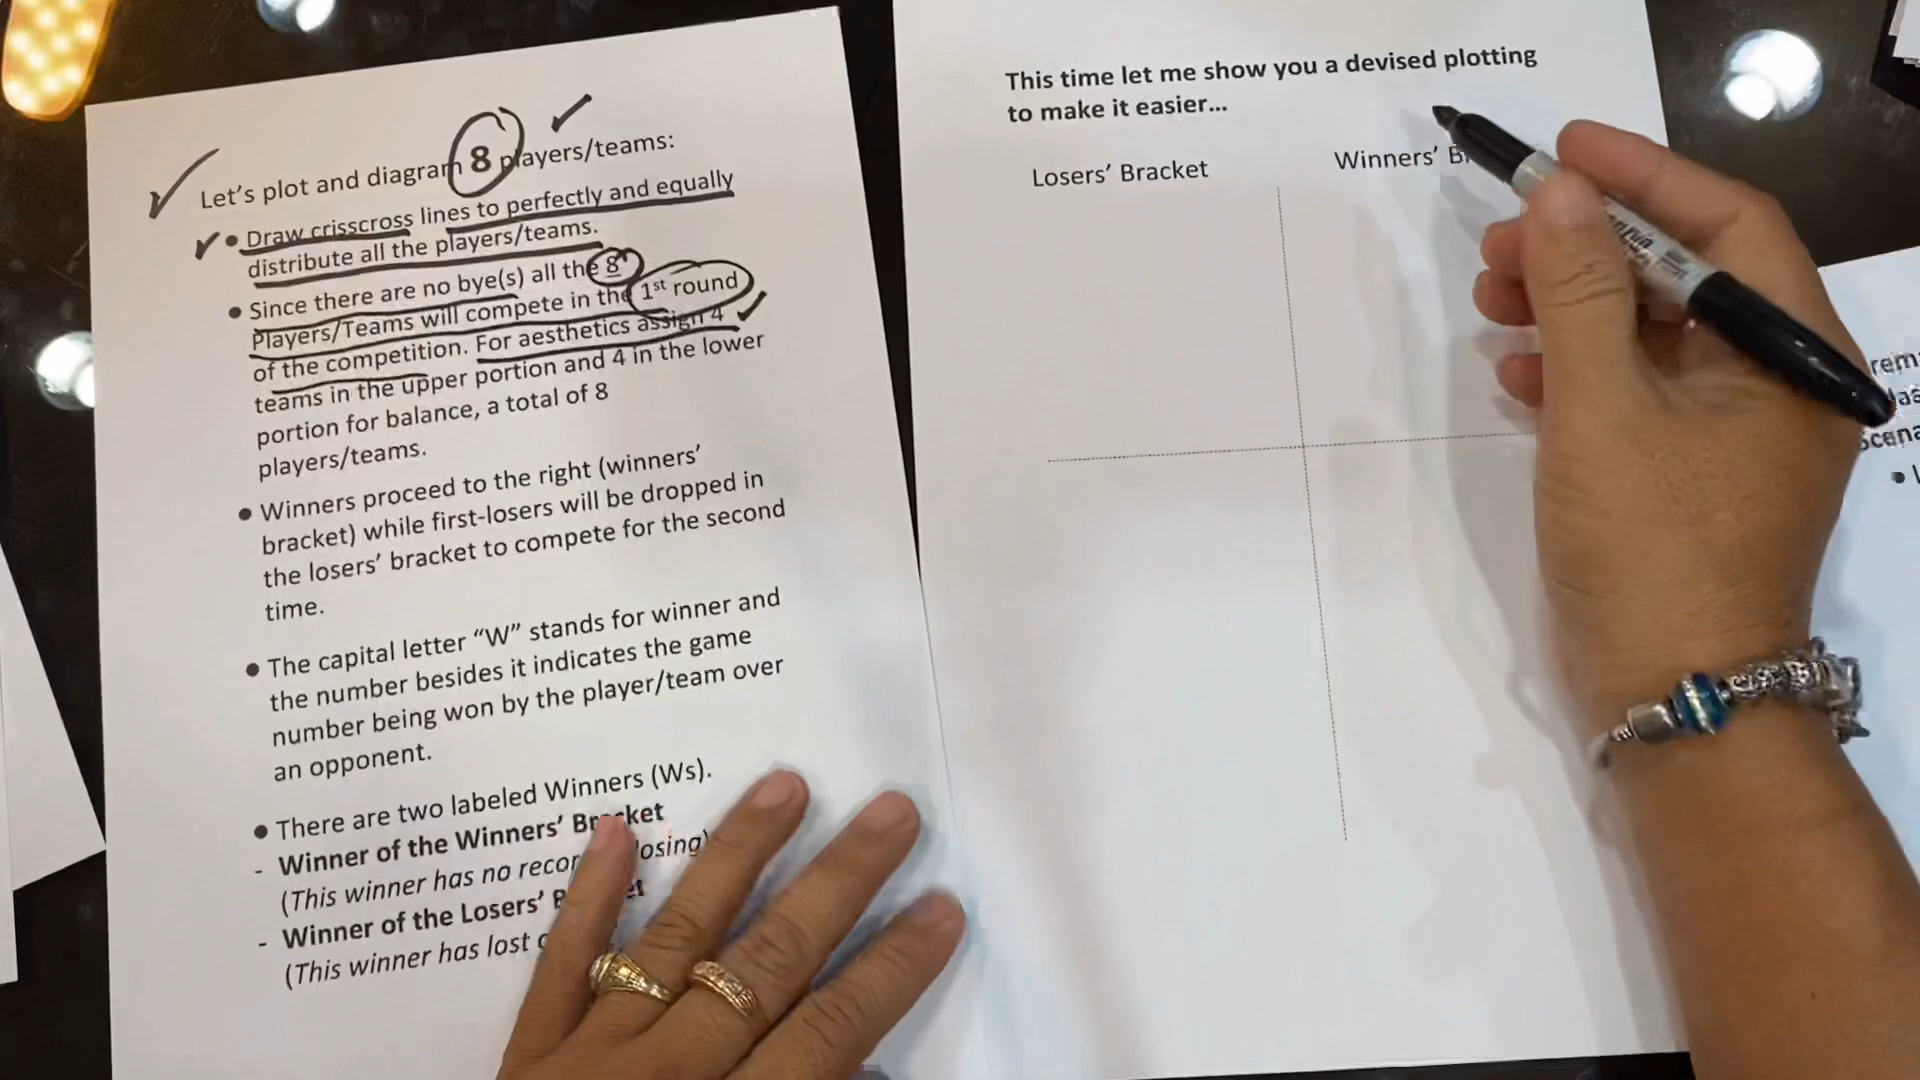 Let's plot and diagram 8 players/teams:
● Draw crisscross lines to perfectly and equally
distribute all the players/teams.
● Since there are no bye(s) all the 8
Players/Teams will compete in the 1st round
of the competition. For aesthetics assign 4
teams in the upper portion and 4 in the lower
portion for balance, a total of 8
players/teams.
● Winners proceed to the right (winners'
bracket) while first-losers will be dropped in
the losers' bracket to compete for the second
time.
● The capital letter "W" stands for winner and
the number besides it indicates the game
number being won by the player/team over
an opponent.
● There are two labeled Winners (Ws).
- Winner of the Winners' Bracket
(This winner has no losing)
- Winner of the Losers'
(This winner has lost
This time let me show you a devised plotting
to make it easier...
Losers' Bracket
Winners'